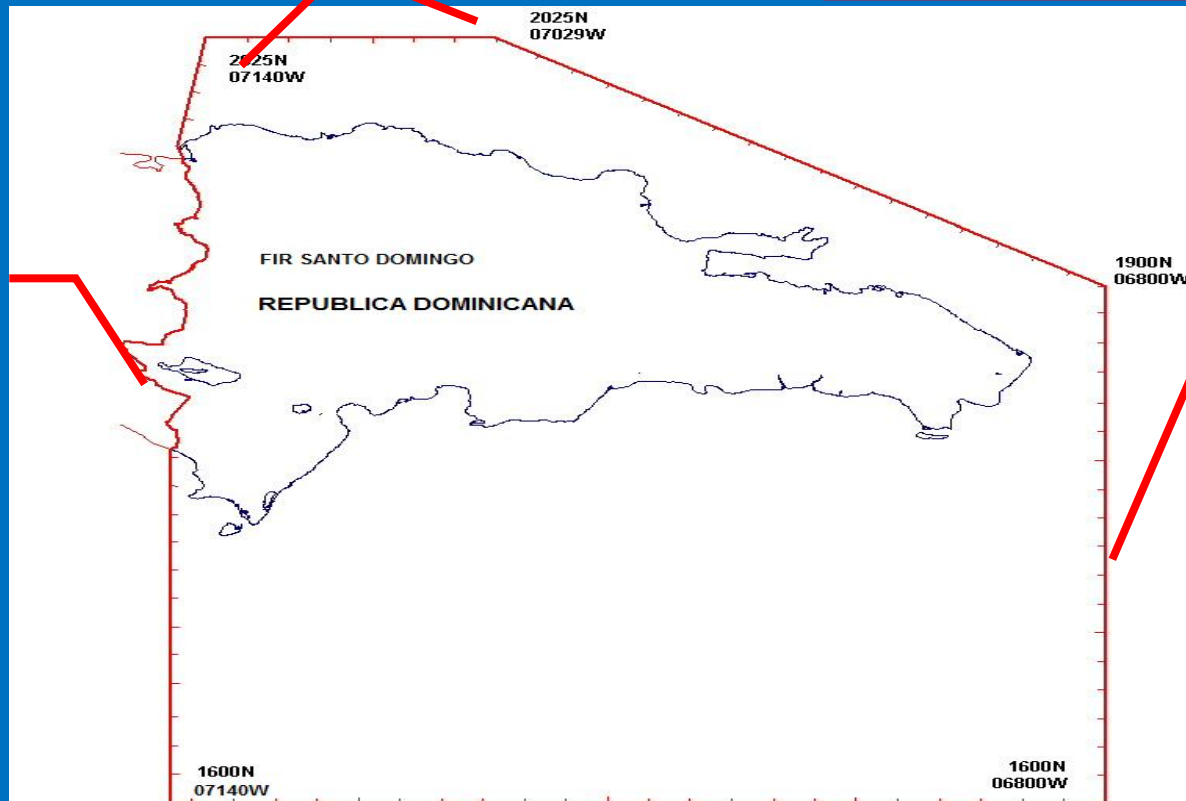 2025N
07029W
2025N
07140W
1900N
06800W
FIR SANTO DOMINGO
REPUBLICA DOMINICANA
1600N
07140W
1600N
06800W